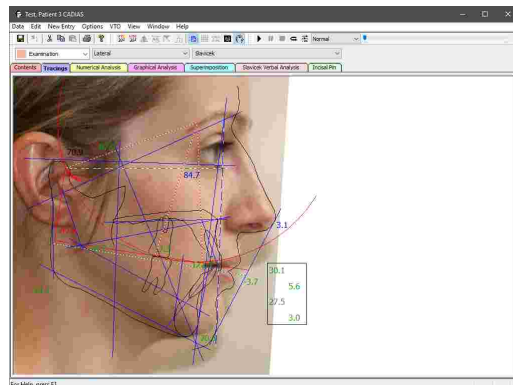 Test, Patient 3 CADIAS
Data Edit New Entry Options VTO View Window Help
Normal
Examination Lateral Slavicek
Contents Tracings Numerical Analysis Graphical Analysis Superimposition Slavicek Verbal Analysis Incisal Pin
84.7
3.1
-3.7
30.1
5.6
27.5
3.0
For Help, press F1